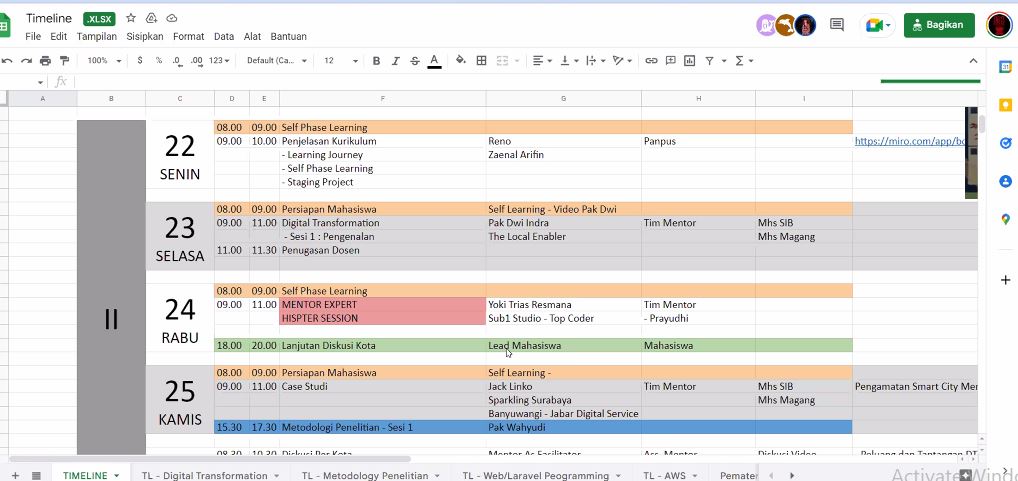 Timeline .XLSX
File Edit Tampilan Sisipkan Format Data Alat Bantuan
Bagikan
100% $ % .0 .00 123 Default (Ca... 12 B I S A
fx
A B C D E F G H I
II
22
SENIN
08.00 09.00 Self Phase Learning
09.00 10.00 Penjelasan Kurikulum Reno Panpus https://miro.com/app/bo
- Learning Journey Zaenal Arifin
- Self Phase Learning
- Staging Project
23
SELASA
08.00 09.00 Persiapan Mahasiswa Self Learning - Video Pak Dwi
09.00 11.00 Digital Transformation Pak Dwi Indra Tim Mentor Mhs SIB
- Sesi 1 : Pengenalan The Local Enabler Mhs Magang
11.00 11.30 Penugasan Dosen
24
RABU
08.00 09.00 Self Phase Learning
09.00 11.00 MENTOR EXPERT Yoki Trias Resmana Tim Mentor
HISPTER SESSION Sub1 Studio - Top Coder - Prayudhi
18.00 20.00 Lanjutan Diskusi Kota Lead Mahasiswa Mahasiswa
25
KAMIS
08.00 09.00 Persiapan Mahasiswa Self Learning -
09.00 11.00 Case Studi Jack Linko Tim Mentor Mhs SIB Pengamatan Smart City Mer
Sparkling Surabaya Mhs Magang
Banyuwangi - Jabar Digital Service
15.30 17.30 Metodologi Penelitian - Sesi 1 Pak Wahyudi
08.30 10.30 Diskusi Per Kota Mentor As Facilitator Ass. Mentor Diskusi Video - Peluang dan Tantangan DT
TIMELINE TL - Digital Transformation TL - Metodology Penelitian TL - Web/Laravel Peogramming TL - AWS Pemater
Activate Windo